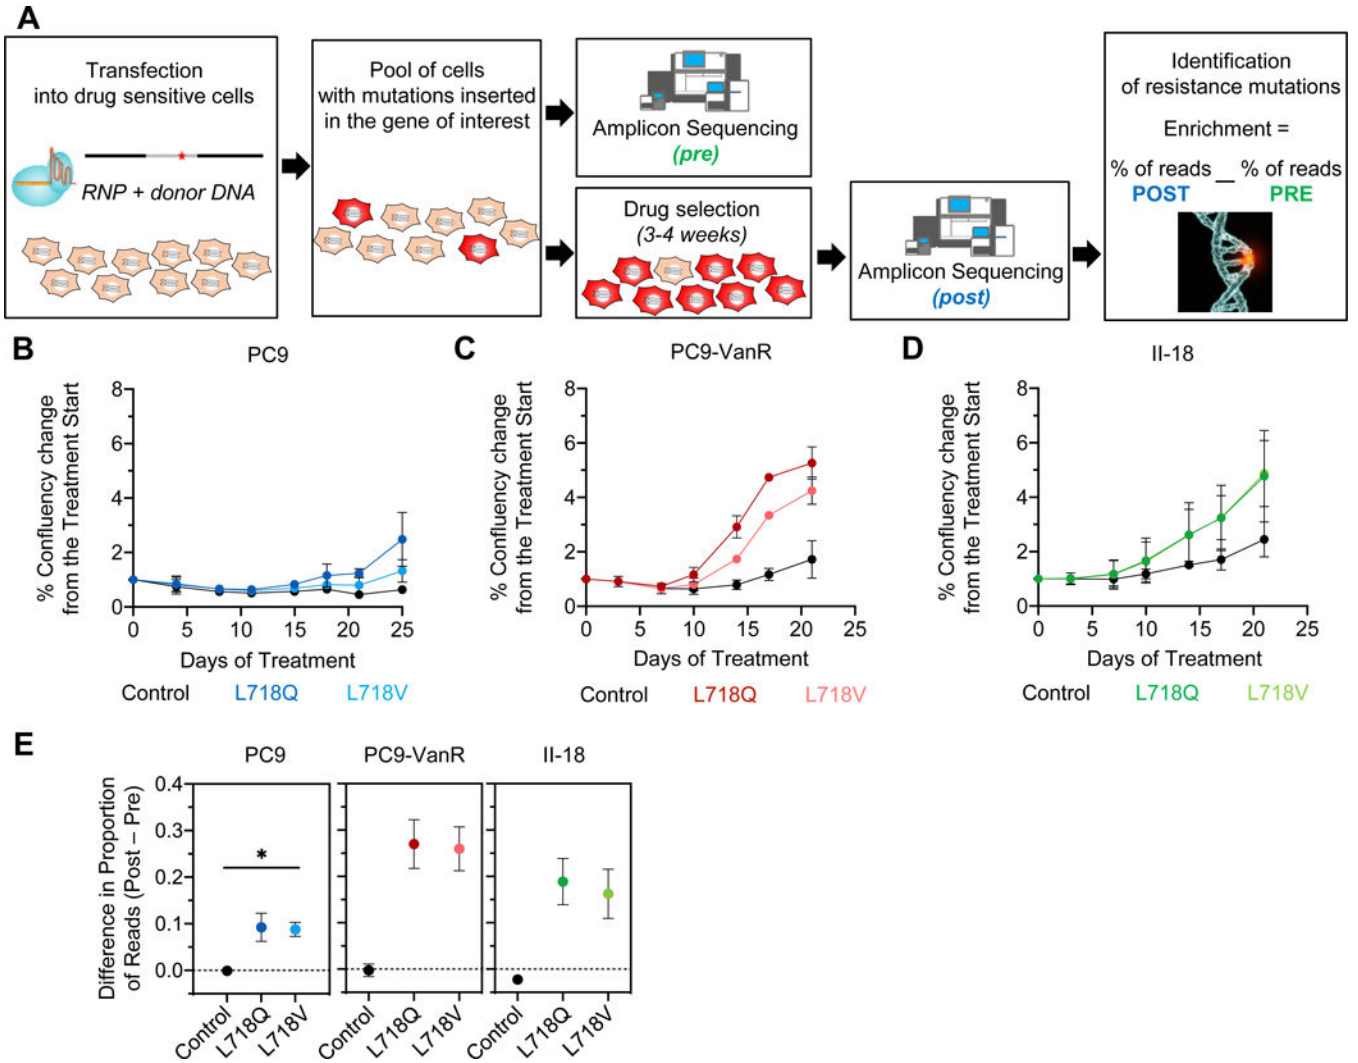 A
Transfection
into drug sensitive cells
RNP + donor DNA
Pool of cells
with mutations inserted
in the gene of interest
Amplicon Sequencing
(pre)
Drug selection
(3-4 weeks)
Amplicon Sequencing
(post)
Identification
of resistance mutations
Enrichment =
% of reads POST — % of reads PRE
B
PC9
% Confluency change
from the Treatment Start
8
6
4
2
0
0 5 10 15 20 25
Days of Treatment
Control L718Q L718V
C
PC9-VanR
% Confluency change
from the Treatment Start
8
6
4
2
0
0 5 10 15 20 25
Days of Treatment
Control L718Q L718V
D
II-18
% Confluency change
from the Treatment Start
8
6
4
2
0
0 5 10 15 20 25
Days of Treatment
Control L718Q L718V
E
PC9 PC9-VanR II-18
Difference in Proportion
of Reads (Post – Pre)
0.4
0.3
0.2
0.1
0.0
*
Control L718Q L718V
Control L718Q L718V
Control L718Q L718V